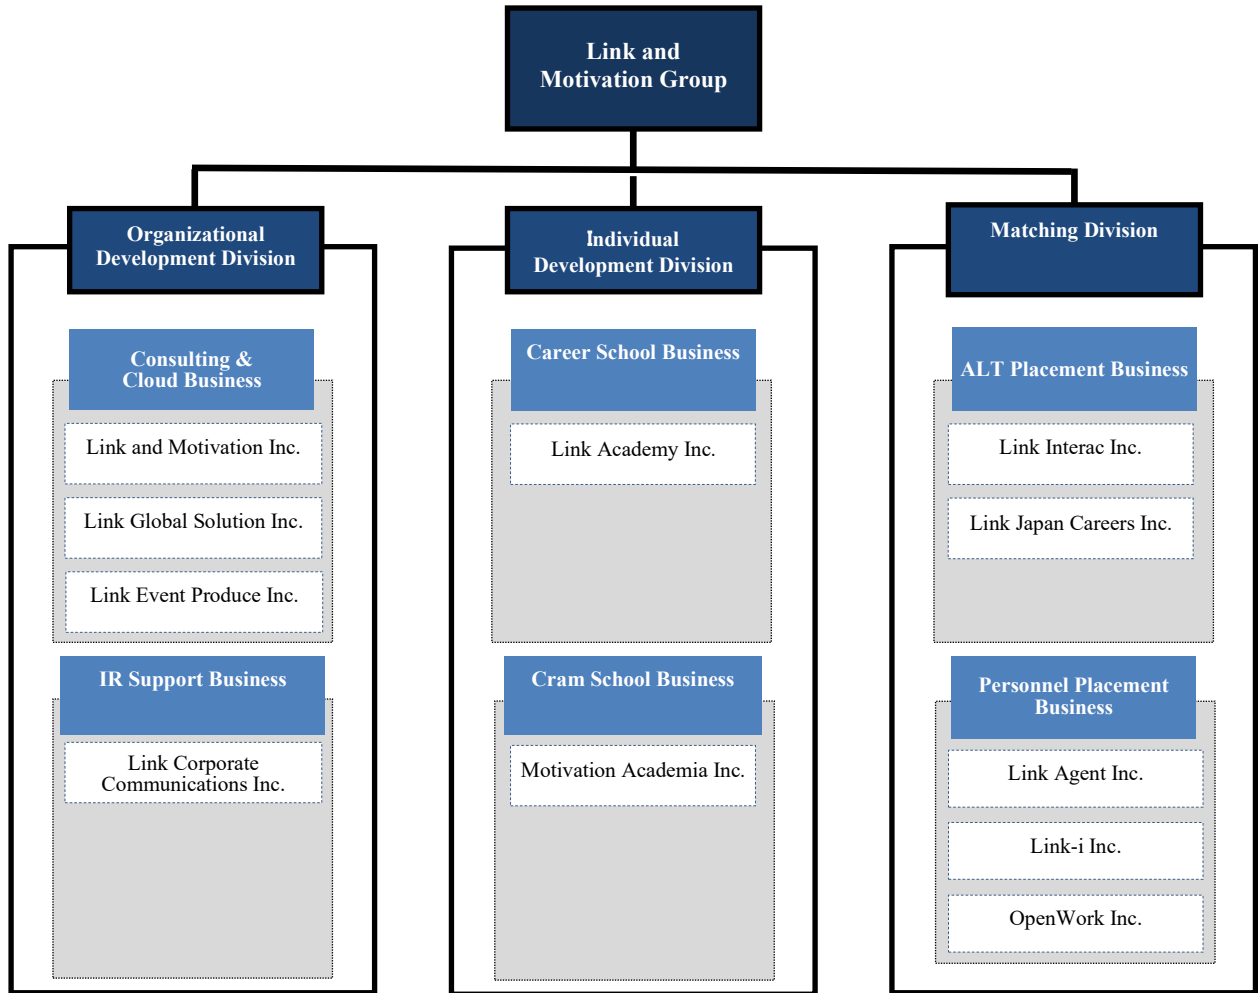 Link and
Motivation Group
Organizational
Development Division
Consulting &
Cloud Business
Link and Motivation Inc.
Link Global Solution Inc.
Link Event Produce Inc.
IR Support Business
Link Corporate
Communications Inc.
Individual
Development Division
Career School Business
Link Academy Inc.
Cram School Business
Motivation Academia Inc.
Matching Division
ALT Placement Business
Link Interac Inc.
Link Japan Careers Inc.
Personnel Placement
Business
Link Agent Inc.
Link-i Inc.
OpenWork Inc.